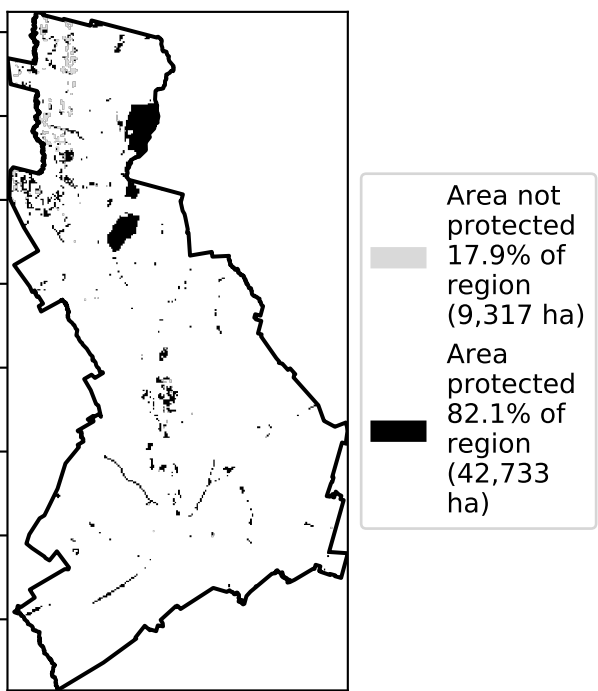 Area not
protected
17.9% of
region
(9,317 ha)
Area
protected
82.1% of
region
(42,733
ha)